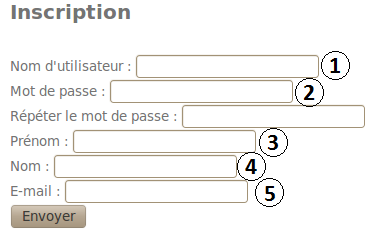 Inscription
Nom d'utilisateur : 1
Mot de passe : 2
Répéter le mot de passe :
Prénom : 3
Nom : 4
E-mail : 5
Envoyer